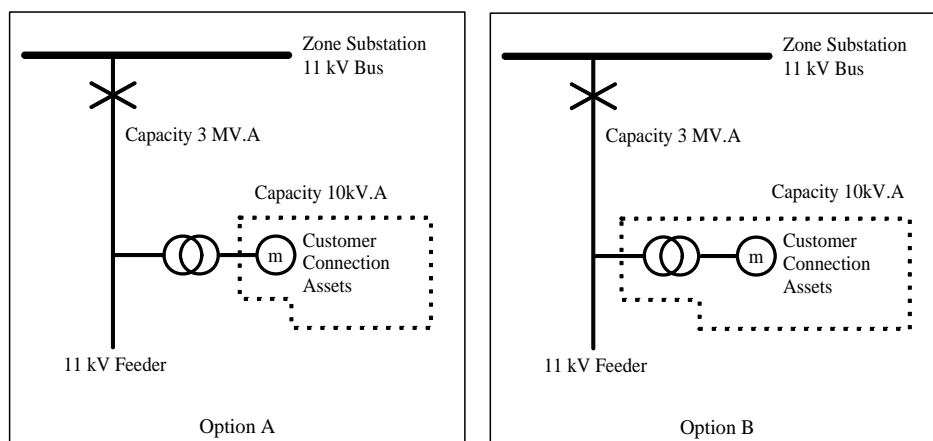 Zone Substation
11 kV Bus
Capacity 3 MV.A
Capacity 10kV.A
m
Customer
Connection
Assets
11 kV Feeder
Option A
Zone Substation
11 kV Bus
Capacity 3 MV.A
Capacity 10kV.A
m
Customer
Connection
Assets
11 kV Feeder
Option B